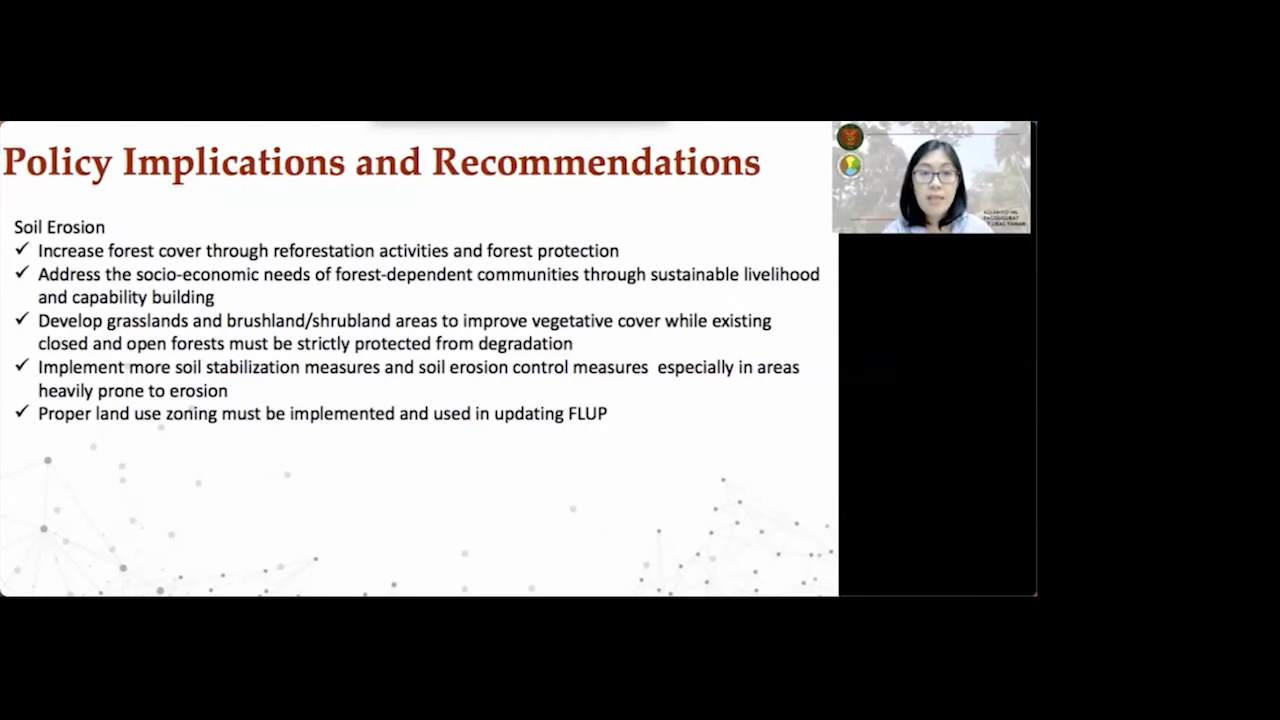 Policy Implications and Recommendations
Soil Erosion
✓ Increase forest cover through reforestation activities and forest protection
✓ Address the socio-economic needs of forest-dependent communities through sustainable livelihood
and capability building
✓ Develop grasslands and brushland/shrubland areas to improve vegetative cover while existing
closed and open forests must be strictly protected from degradation
✓ Implement more soil stabilization measures and soil erosion control measures  especially in areas
heavily prone to erosion
✓ Proper land use zoning must be implemented and used in updating FLUP